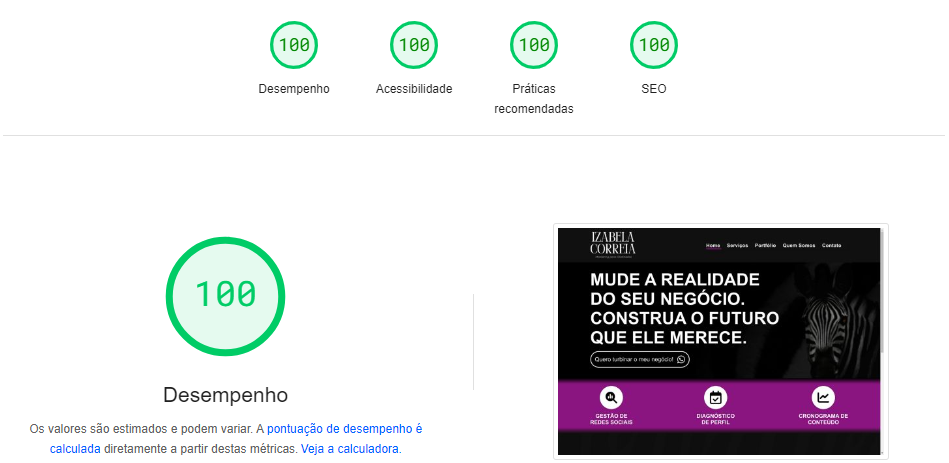 100
100
100
100
Desempenho
Acessibilidade
Práticas
recomendadas
SEO
100
Desempenho
Os valores são estimados e podem variar. A pontuação de desempenho é
calculada diretamente a partir destas métricas. Veja a calculadora.
IZABELA
CORREIA
Home Serviços Portfólio Quem Somos Contato
MUDE A REALIDADE
DO SEU NEGÓCIO.
CONSTRUA O FUTURO
QUE ELE MERECE.
Quero turbinar o meu negócio!
GESTÃO DE
REDES SOCIAIS
DIAGNÓSTICO
DE PERFIL
CRONOGRAMA DE
CONTEÚDO